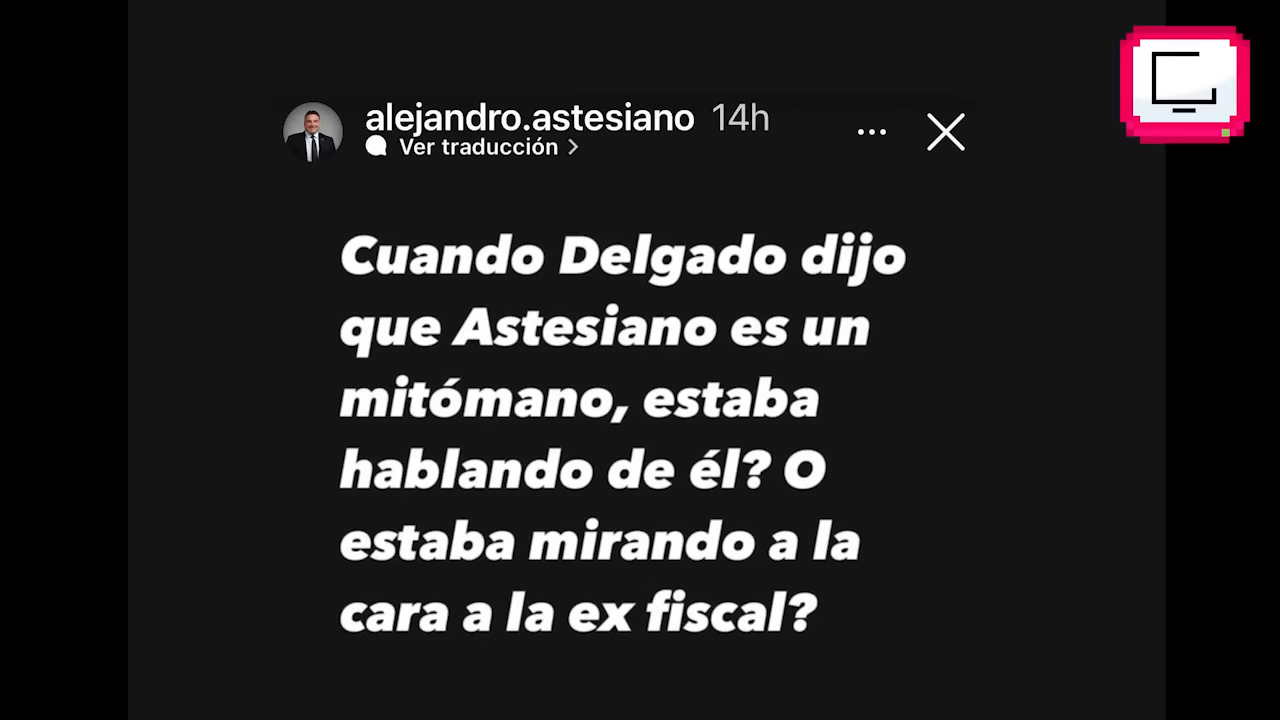 alejandro.astesiano 14h
Ver traducción >
Cuando Delgado dijo
que Astesiano es un
mitómano, estaba
hablando de él? O
estaba mirando a la
cara a la ex fiscal?